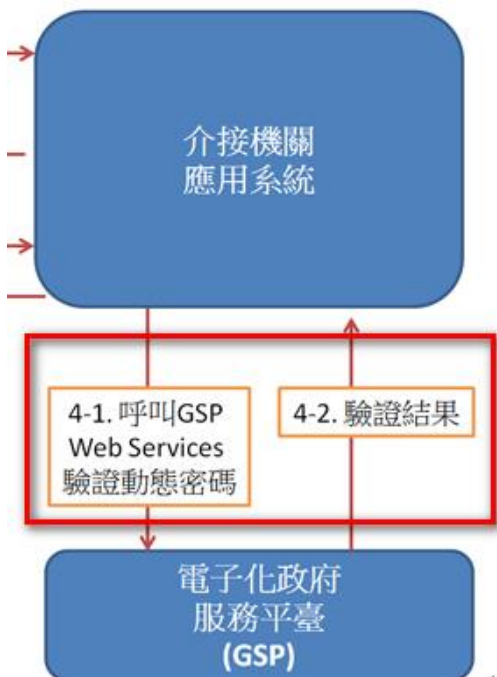 介接機關
應用系統
4-1. 呼叫GSP
Web Services
驗證動態密碼
4-2. 驗證結果
電子化政府
服務平臺
(GSP)